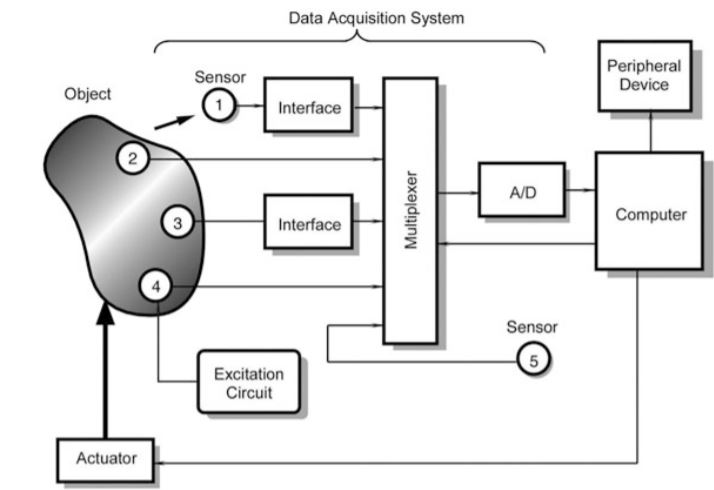 Data Acquisition System
Sensor
Object
1
Interface
Peripheral
Device
2
Multiplexer
A/D
3
Interface
Computer
4
Sensor
5
Excitation
Circuit
Actuator